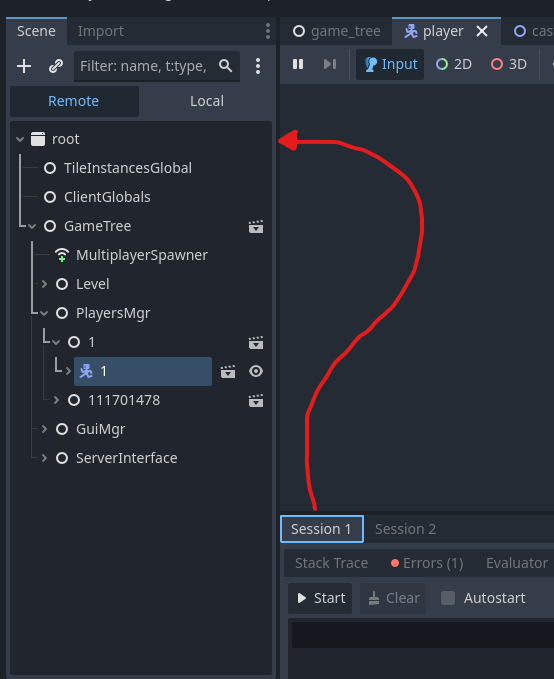 Scene Import
game_tree player cas
Filter: name, t:type,
Input 2D 3D
Remote Local
root
TileInstancesGlobal
ClientGlobals
GameTree
MultiplayerSpawner
Level
PlayersMgr
1
1
111701478
GuiMgr
ServerInterface
Session 1 Session 2
Stack Trace Errors (1) Evaluator
Start Clear Autostart